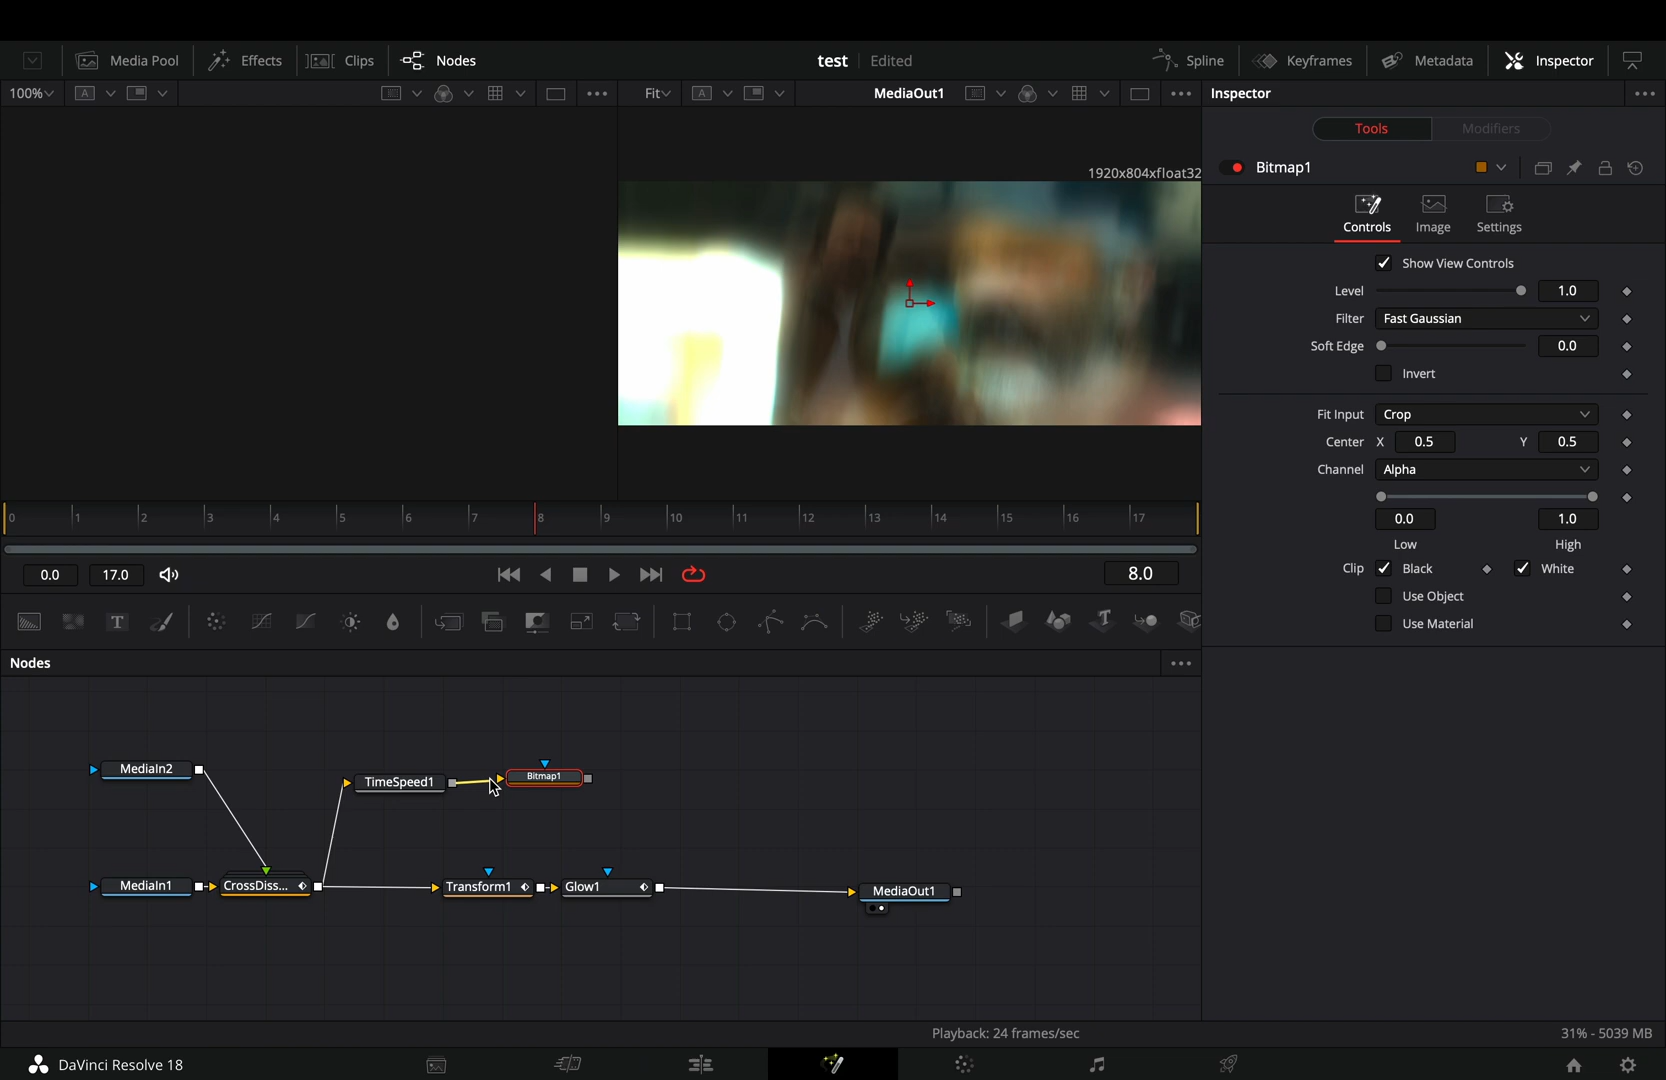 Media Pool Effects Clips Nodes test Edited Spline Keyframes Metadata Inspector
100% A Fit A MediaOut1 Inspector
Tools Modifiers
Bitmap1
1920x804xfloat32
Controls Image Settings
Show View Controls
Level 1.0
Filter Fast Gaussian
Soft Edge 0.0
Invert
Fit Input Crop
Center X 0.5 Y 0.5
Channel Alpha
0.0 1.0
Low High
Clip Black White
Use Object
Use Material
0 1 2 3 4 5 6 7 8 9 10 11 12 13 14 15 16 17
0.0 17.0 8.0
T T
Nodes
MediaIn2 TimeSpeed1 Bitmap1
MediaIn1 CrossDiss... Transform1 Glow1 MediaOut1
Playback: 24 frames/sec 31% - 5039 MB
DaVinci Resolve 18